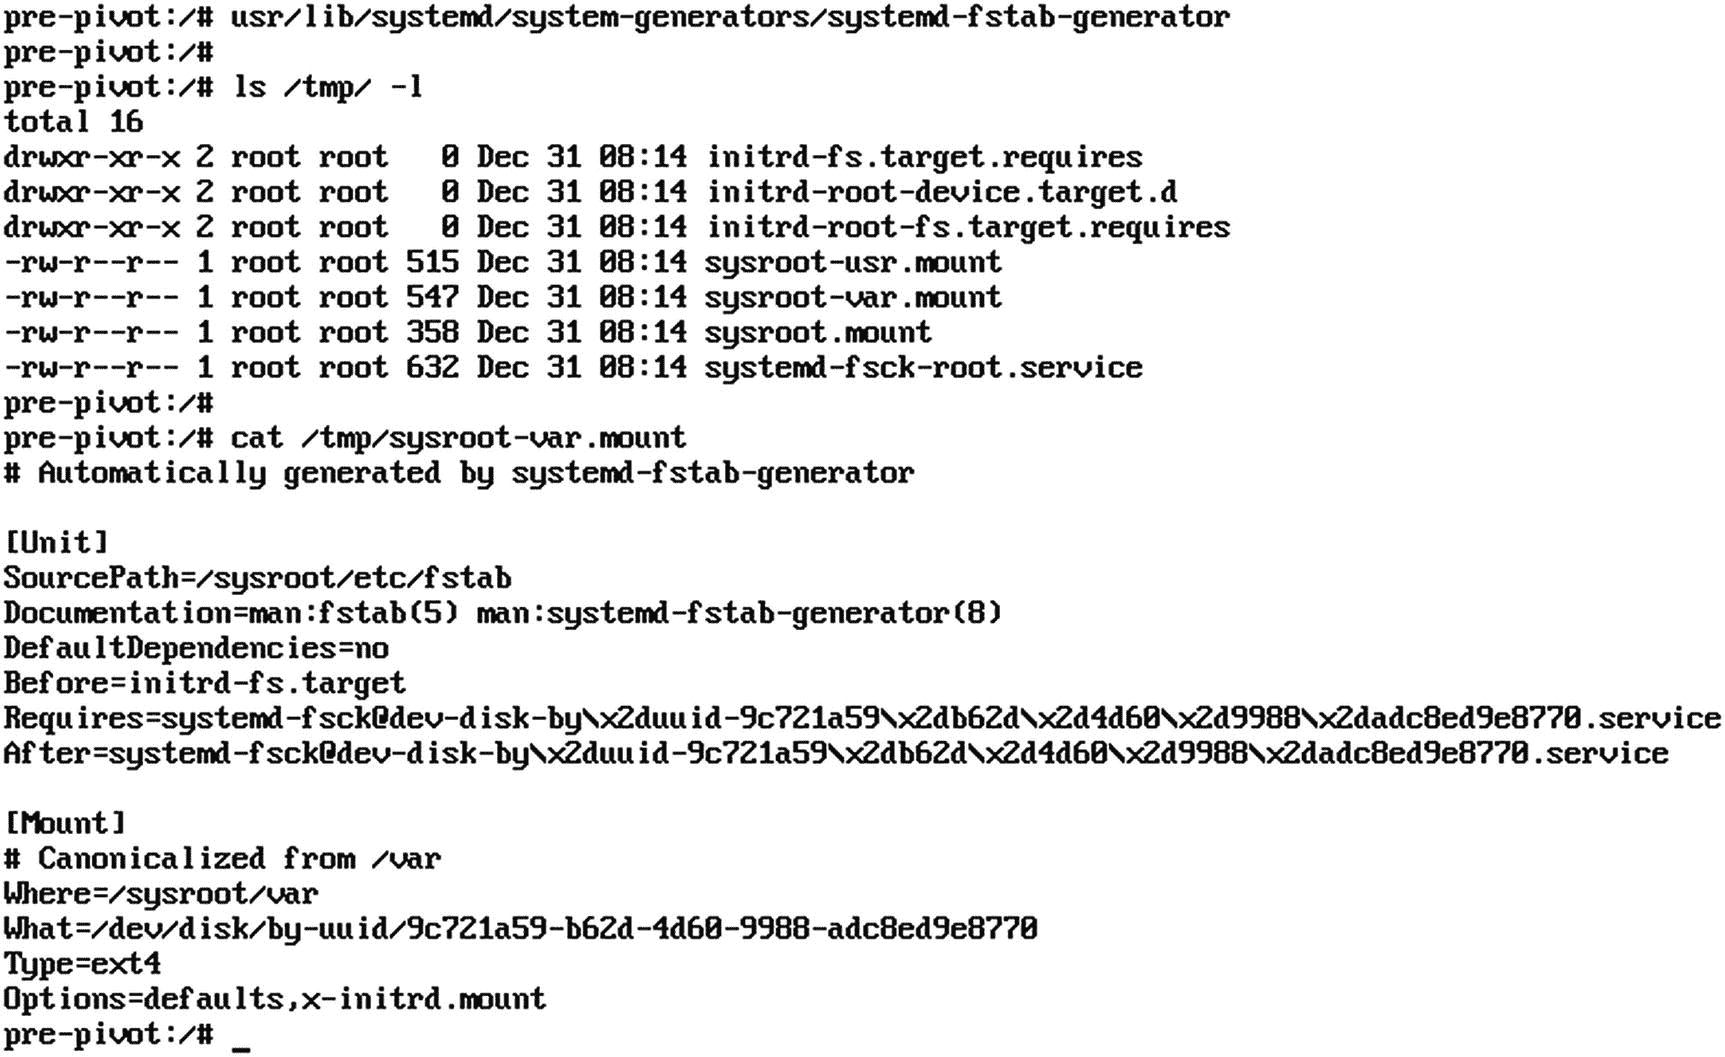 pre-pivot:/# usr/lib/systemd/system-generators/systemd-fstab-generator
pre-pivot:/#
pre-pivot:/# ls /tmp/ -l
total 16
drwxr-xr-x 2 root root   0 Dec 31 08:14 initrd-fs.target.requires
drwxr-xr-x 2 root root   0 Dec 31 08:14 initrd-root-device.target.d
drwxr-xr-x 2 root root   0 Dec 31 08:14 initrd-root-fs.target.requires
-rw-r--r-- 1 root root 515 Dec 31 08:14 sysroot-usr.mount
-rw-r--r-- 1 root root 547 Dec 31 08:14 sysroot-var.mount
-rw-r--r-- 1 root root 358 Dec 31 08:14 sysroot.mount
-rw-r--r-- 1 root root 632 Dec 31 08:14 systemd-fsck-root.service
pre-pivot:/#
pre-pivot:/# cat /tmp/sysroot-var.mount
# Automatically generated by systemd-fstab-generator

[Unit]
SourcePath=/sysroot/etc/fstab
Documentation=man:fstab(5) man:systemd-fstab-generator(8)
DefaultDependencies=no
Before=initrd-fs.target
Requires=systemd-fsck@dev-disk-by\x2duuid-9c721a59\x2db62d\x2d4d60\x2d9988\x2dadc8ed9e8770.service
After=systemd-fsck@dev-disk-by\x2duuid-9c721a59\x2db62d\x2d4d60\x2d9988\x2dadc8ed9e8770.service

[Mount]
# Canonicalized from /var
Where=/sysroot/var
What=/dev/disk/by-uuid/9c721a59-b62d-4d60-9988-adc8ed9e8770
Type=ext4
Options=defaults,x-initrd.mount
pre-pivot:/# _